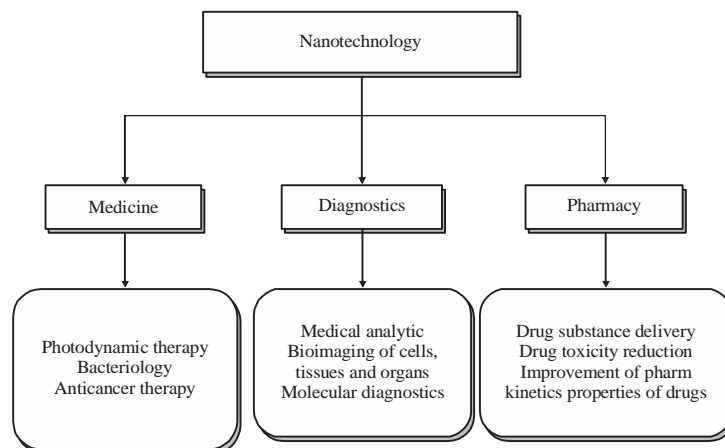 Nanotechnology
Medicine
Diagnostics
Pharmacy
Photodynamic therapy
Bacteriology
Anticancer therapy
Medical analytic
Bioimaging of cells,
tissues and organs
Molecular diagnostics
Drug substance delivery
Drug toxicity reduction
Improvement of pharm
kinetics properties of drugs